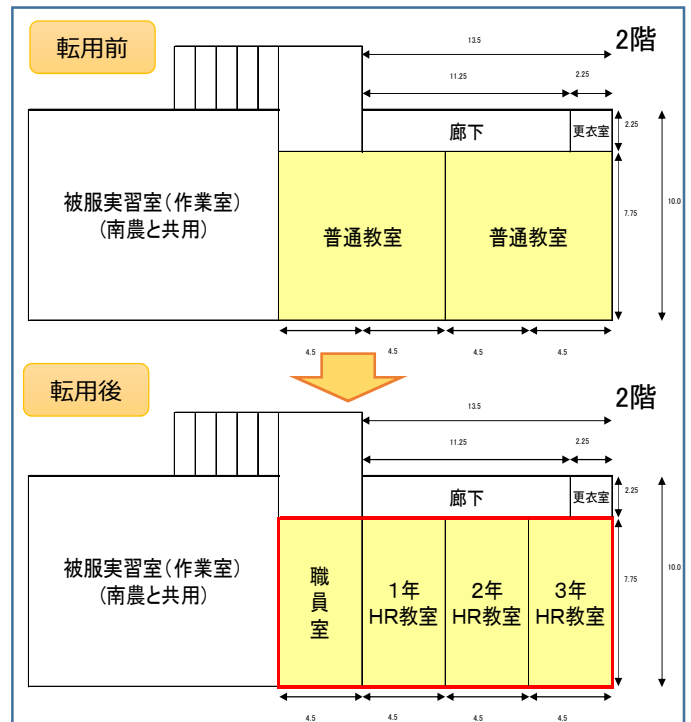 転用前
2階
13.5
11.25
2.25
廊下
更衣室
2.25
被服実習室(作業室)
(南農と共用)
普通教室
普通教室
7.75
10.0
4.5
4.5
4.5
4.5
転用後
2階
13.5
11.25
2.25
廊下
更衣室
2.25
被服実習室(作業室)
(南農と共用)
職
員
室
1年
HR教室
2年
HR教室
3年
HR教室
7.75
10.0
4.5
4.5
4.5
4.5